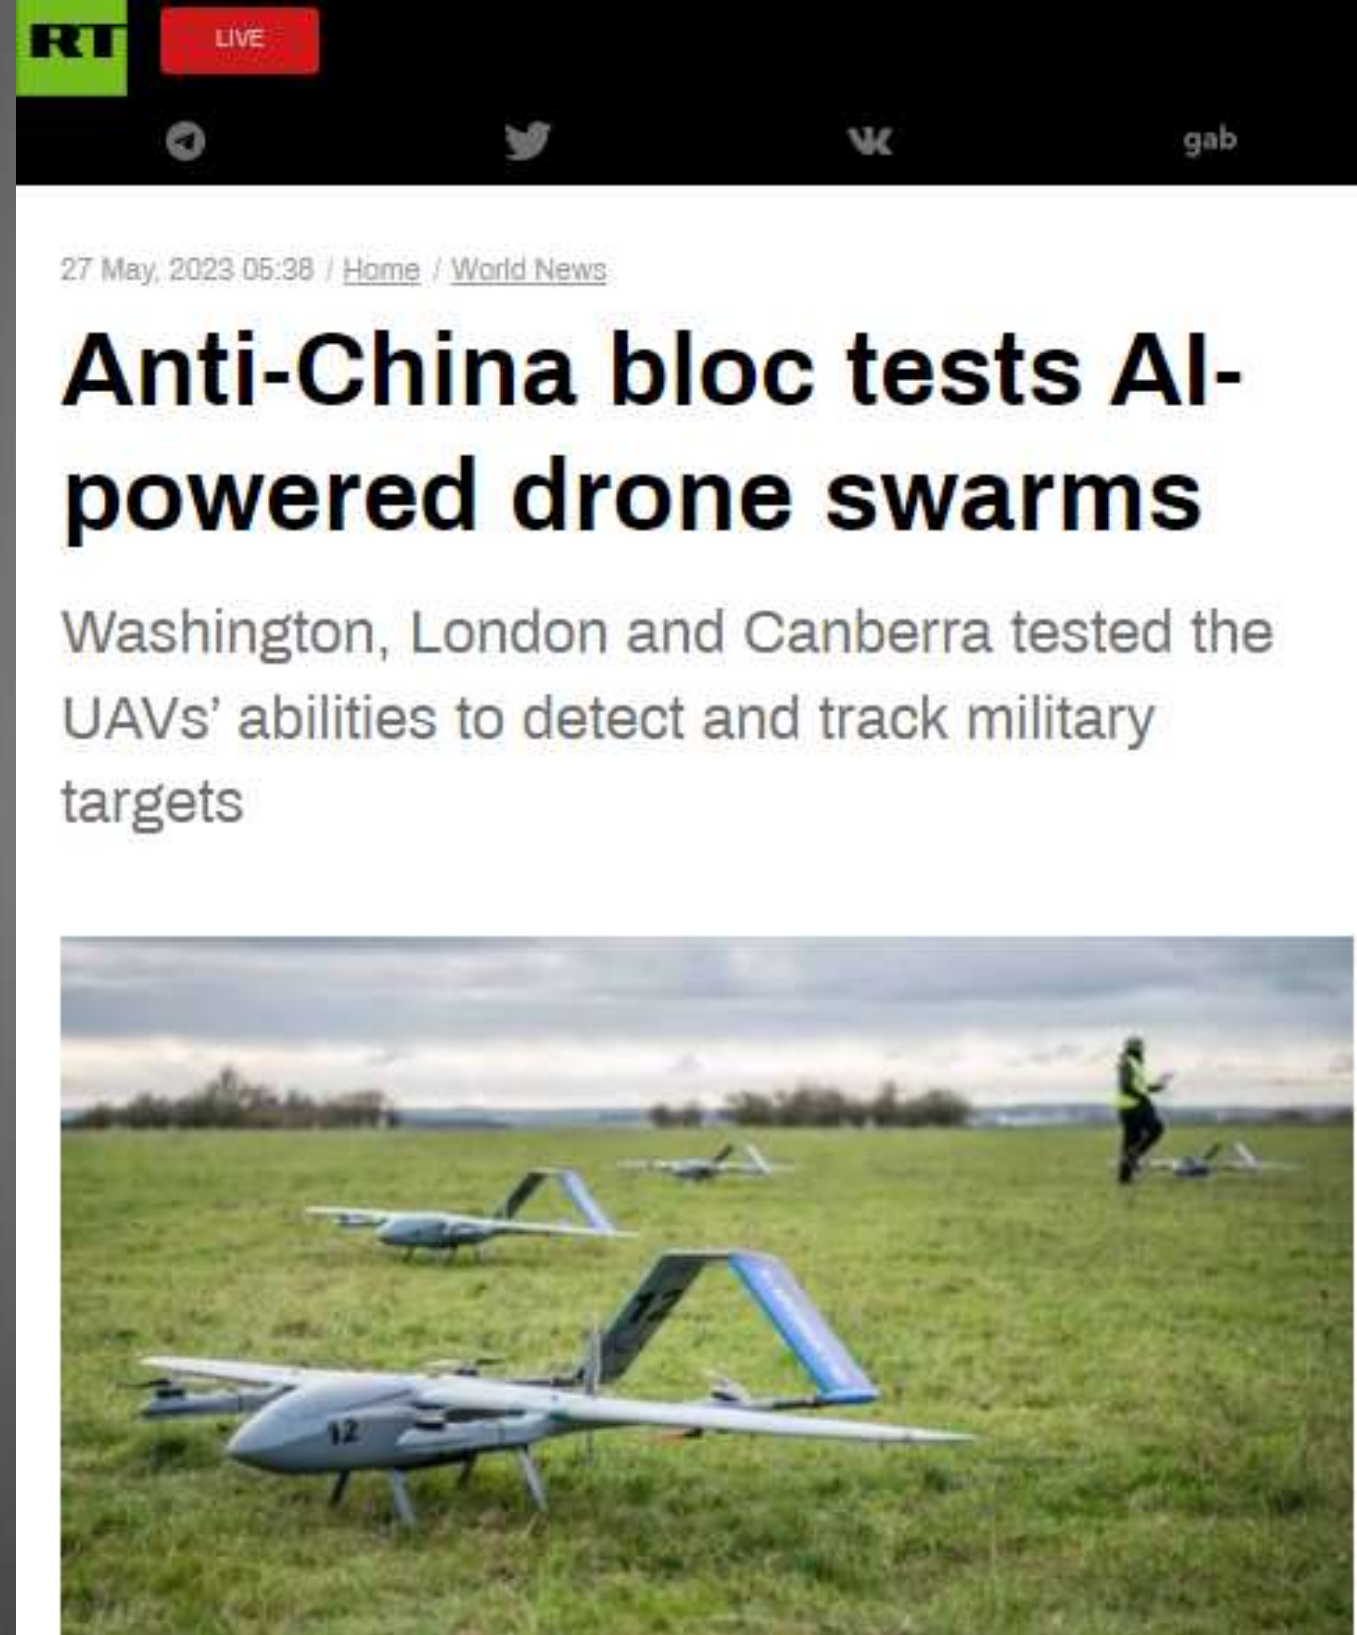 RT
LIVE
gab
27 May, 2023 05:38 / Home / World News
Anti-China bloc tests AI-
powered drone swarms
Washington, London and Canberra tested the
UAVs’ abilities to detect and track military
targets
12
12